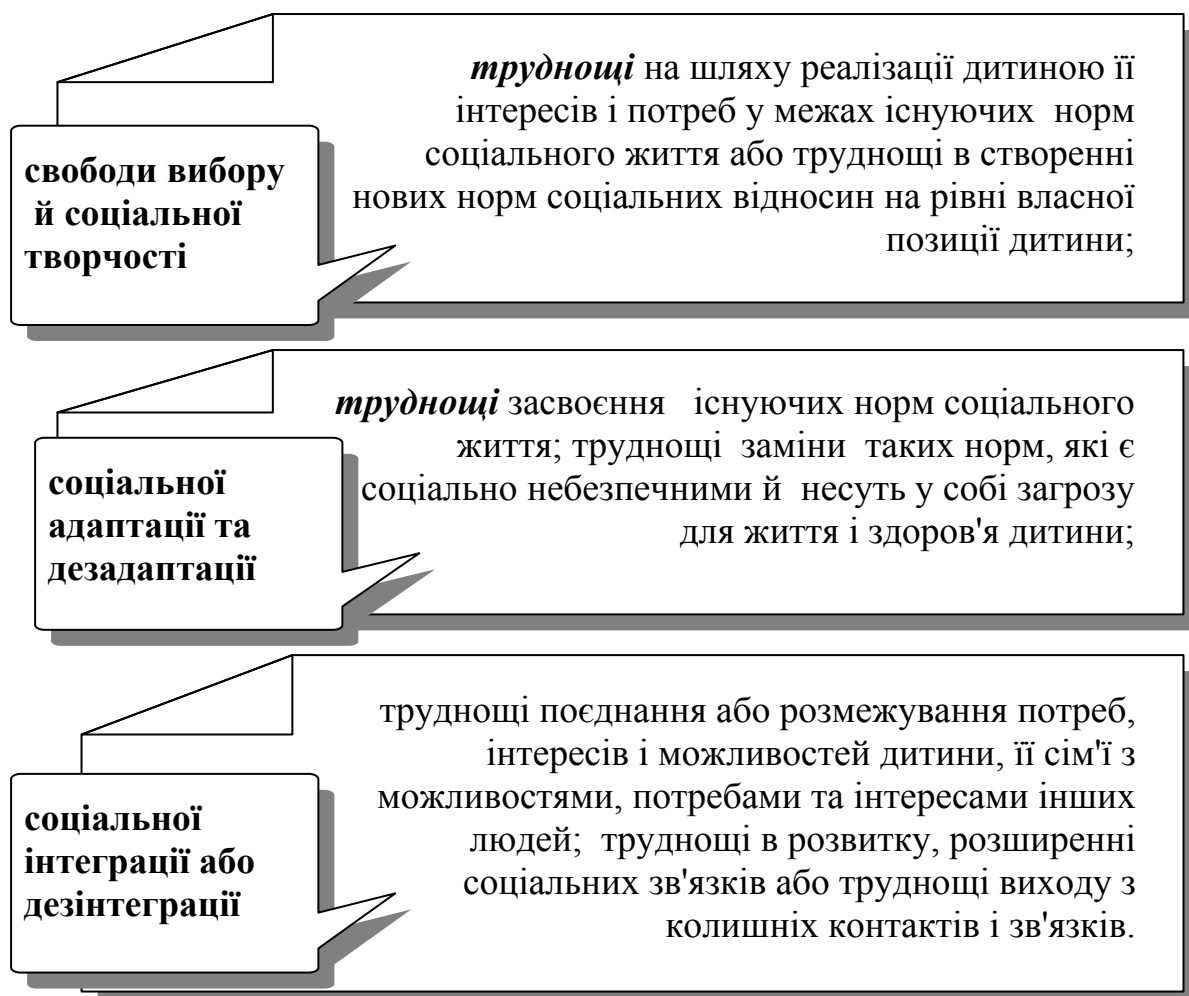 свободи вибору
й соціальної
творчості
труднощі на шляху реалізації дитиною її
інтересів і потреб у межах існуючих норм
соціального життя або труднощі в створенні
нових норм соціальних відносин на рівні власної
позиції дитини;
соціальної
адаптації та
дезадаптації
труднощі засвоєння існуючих норм соціального
життя; труднощі заміни таких норм, які є
соціально небезпечними й несуть у собі загрозу
для життя і здоров'я дитини;
соціальної
інтеграції або
дезінтеграції
труднощі поєднання або розмежування потреб,
інтересів і можливостей дитини, її сім'ї з
можливостями, потребами та інтересами інших
людей; труднощі в розвитку, розширенні
соціальних зв'язків або труднощі виходу з
колишніх контактів і зв'язків.